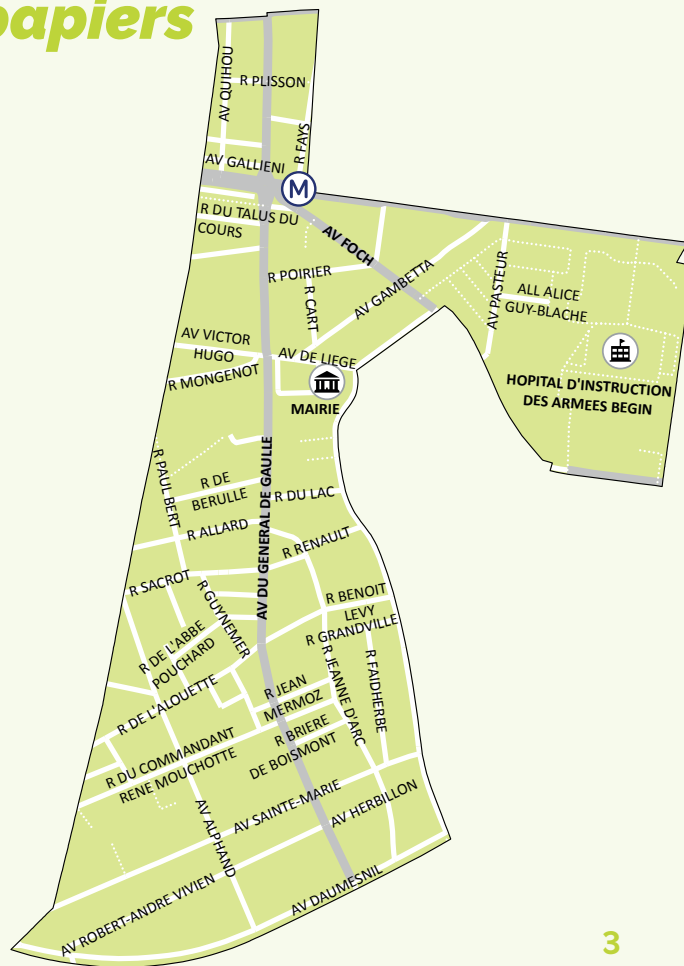 papiers
AV QUIHOU
R PLISSON
R FAYS
AV GALLIENI
M
R DU TALUS DU
COURS
AV FOCH
R POIRIER
R CART
AV GAMBETTA
AV PASTEUR
ALL ALICE
GUY-BLACHE
AV VICTOR
HUGO
AV DE LIEGE
R MONGENOT
MAIRIE
HOPITAL D'INSTRUCTION
DES ARMEES BEGIN
R PAUL BERT
R DE
BERULLE
R DU LAC
AV DU GENERAL DE GAULLE
R ALLARD
R RENAULT
R SACROT
R GUYNEMER
R BENOIT
LEVY
R GRANDVILLE
R DE L'ABBE
POUCHARD
R JEANNE D'ARC
R FAIDHERBE
R DE L'ALOUETTE
R JEAN
MERMOZ
R BRIERE
DE BOISMONT
R DU COMMANDANT
RENE MOUCHOTTE
AV ALPHAND
AV SAINTE-MARIE
AV HERBILLON
AV ROBERT-ANDRE VIVIEN
AV DAUMESNIL
3